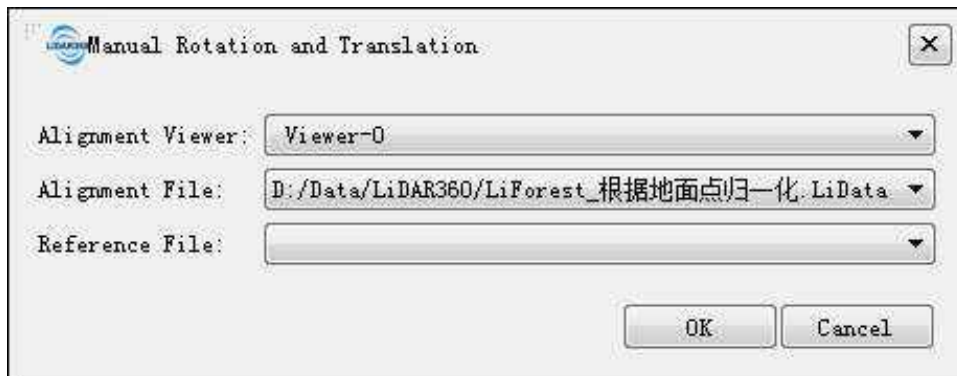 Manual Rotation and Translation
Alignment Viewer: Viewer-0
Alignment File: D:/Data/LiDAR360/LiForest_根据地面点归一化.LiData
Reference File:
OK Cancel